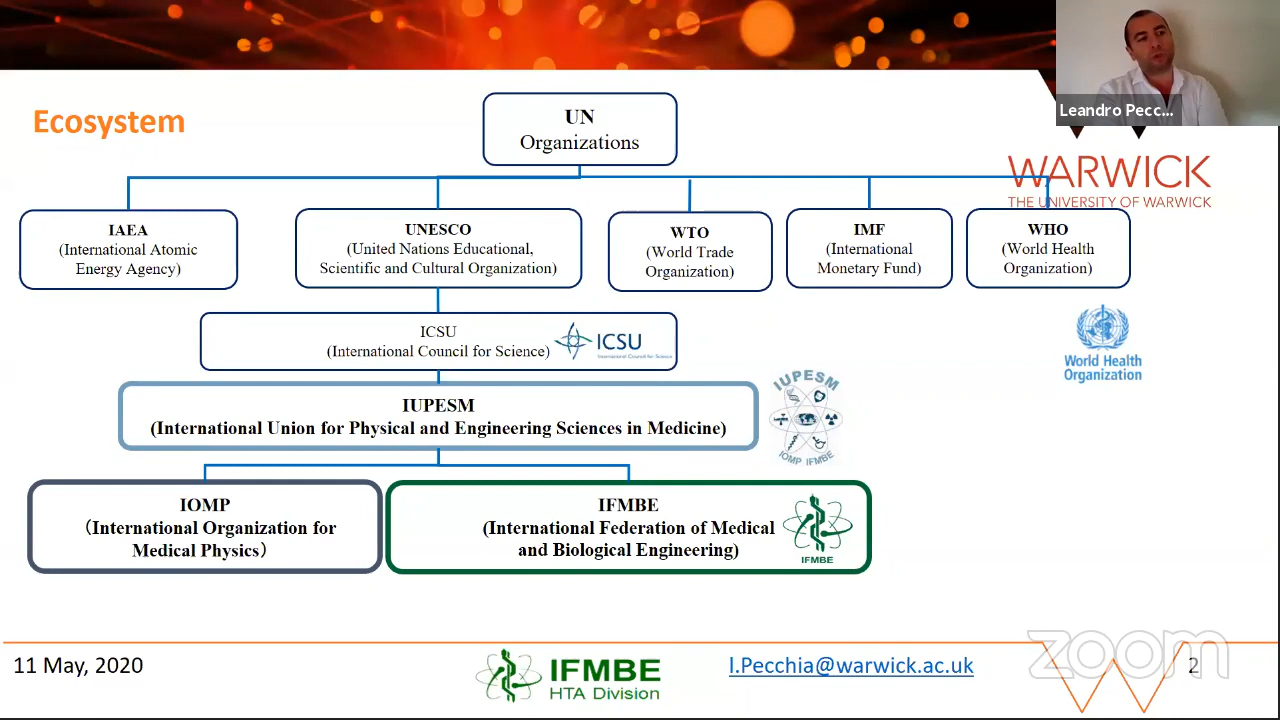 Leandro Pecc...
Ecosystem
UN
Organizations
WARWICK
THE UNIVERSITY OF WARWICK
IAEA
(International Atomic
Energy Agency)
UNESCO
(United Nations Educational,
Scientific and Cultural Organization)
WTO
(World Trade
Organization)
IMF
(International
Monetary Fund)
WHO
(World Health
Organization)
ICSU
(International Council for Science)
ICSU
International Council for Science
World Health
Organization
IUPESM
(International Union for Physical and Engineering Sciences in Medicine)
IUPESM
IOMP IFMBE
IOMP
(International Organization for
Medical Physics)
IFMBE
(International Federation of Medical
and Biological Engineering)
IFMBE
11 May, 2020
IFMBE
HTA Division
l.Pecchia@warwick.ac.uk
zoom
2